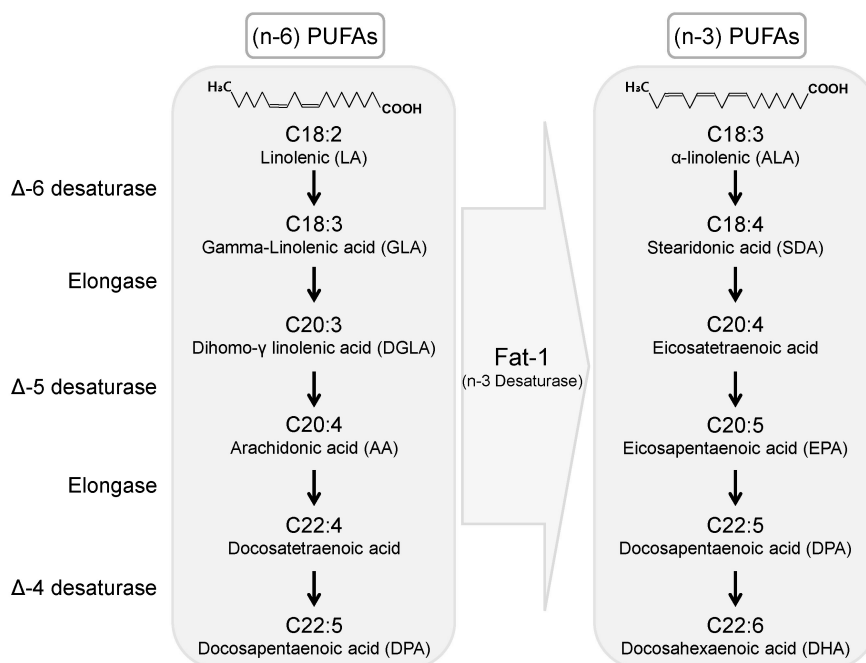 (n-6) PUFAs
H₃C
COOH
C18:2
Linolenic (LA)
C18:3
Gamma-Linolenic acid (GLA)
C20:3
Dihomo-γ linolenic acid (DGLA)
C20:4
Arachidonic acid (AA)
C22:4
Docosatetraenoic acid
C22:5
Docosapentaenoic acid (DPA)
Δ-6 desaturase
Elongase
Δ-5 desaturase
Elongase
Δ-4 desaturase
Fat-1
(n-3 Desaturase)
(n-3) PUFAs
H₃C
COOH
C18:3
α-linolenic (ALA)
C18:4
Stearidonic acid (SDA)
C20:4
Eicosatetraenoic acid
C20:5
Eicosapentaenoic acid (EPA)
C22:5
Docosapentaenoic acid (DPA)
C22:6
Docosahexaenoic acid (DHA)